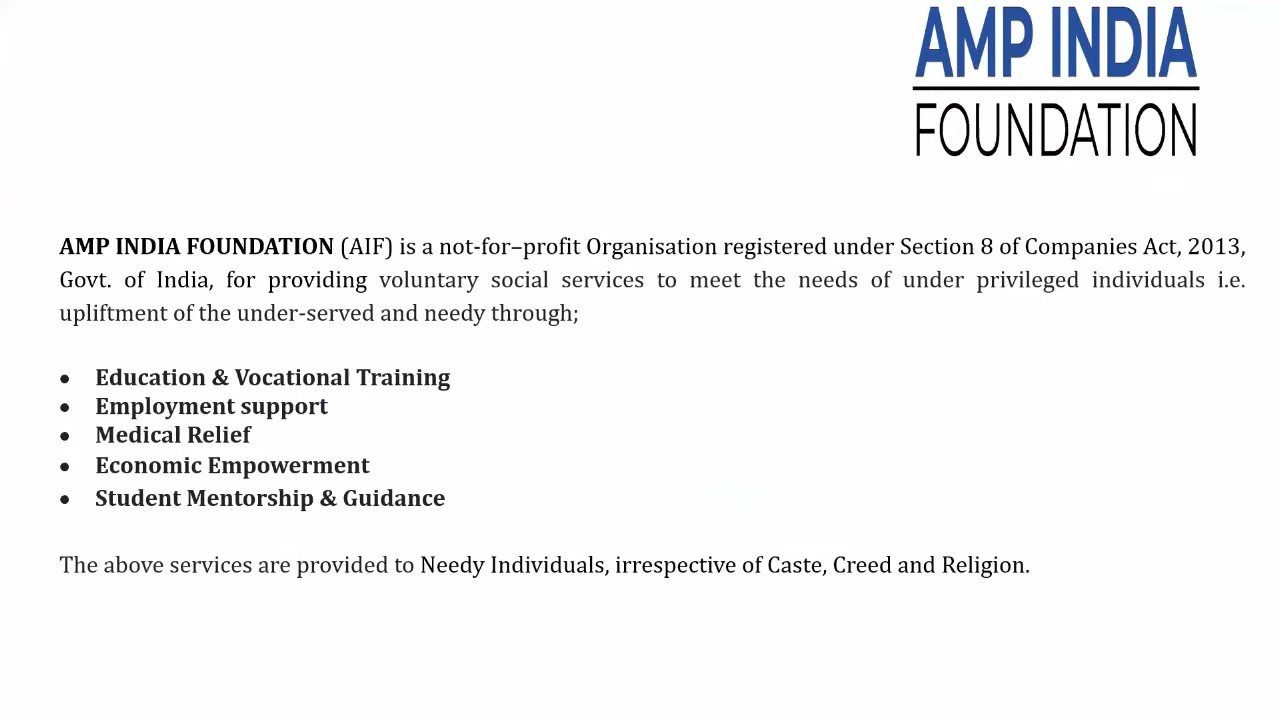 AMP INDIA
FOUNDATION
AMP INDIA FOUNDATION (AIF) is a not-for–profit Organisation registered under Section 8 of Companies Act, 2013,
Govt. of India, for providing voluntary social services to meet the needs of under privileged individuals i.e.
upliftment of the under-served and needy through;
• Education & Vocational Training
• Employment support
• Medical Relief
• Economic Empowerment
• Student Mentorship & Guidance
The above services are provided to Needy Individuals, irrespective of Caste, Creed and Religion.